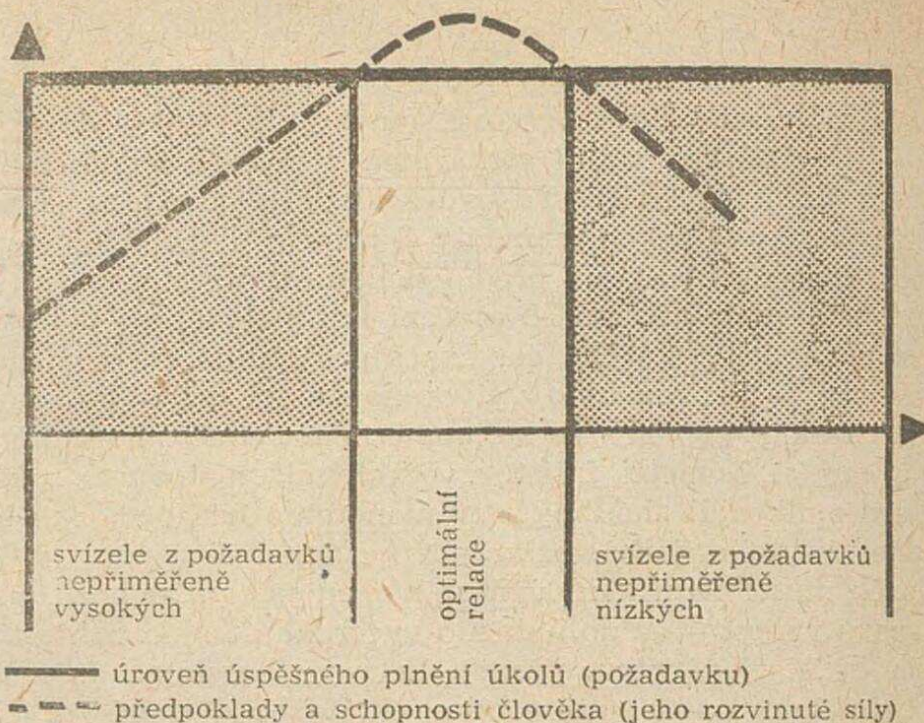 svízele z požadavků
nepřiměřeně
vysokých
optimální
relace
svízele z požadavků
nepřiměřeně
nízkých
úroveň úspěšného plnění úkolů (požadavku)
předpoklady a schopnosti člověka (jeho rozvinuté síly)